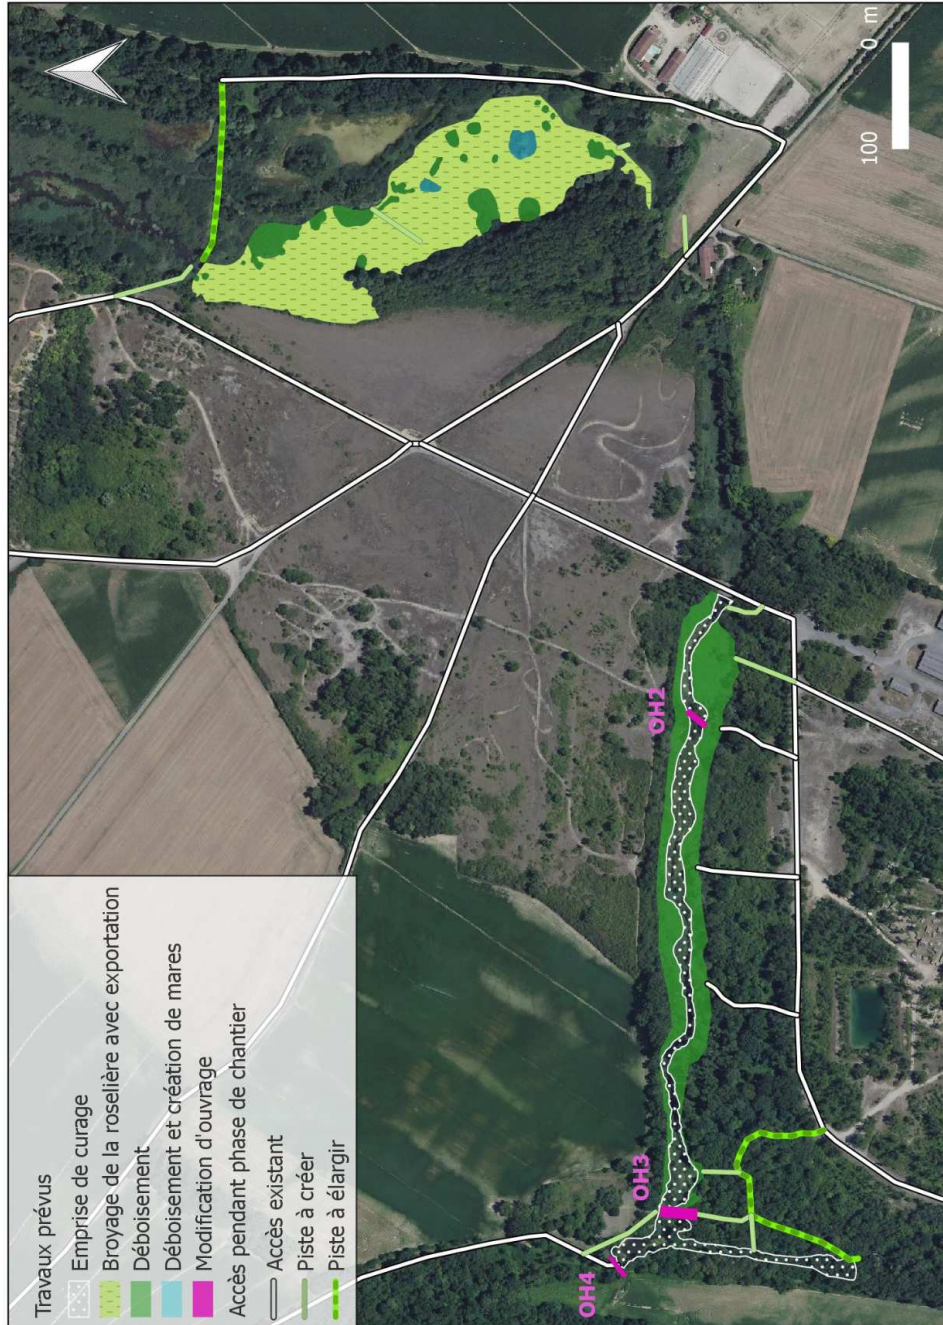 Travaux prévus
Emprise de curage
Broyage de la roselière avec exportation
Déboisement
Déboisement et création de mares
Modification d'ouvrage
Accès pendant phase de chantier
Accès existant
Piste à créer
Piste à élargir
OH4
OH3
OH2
100 0 m